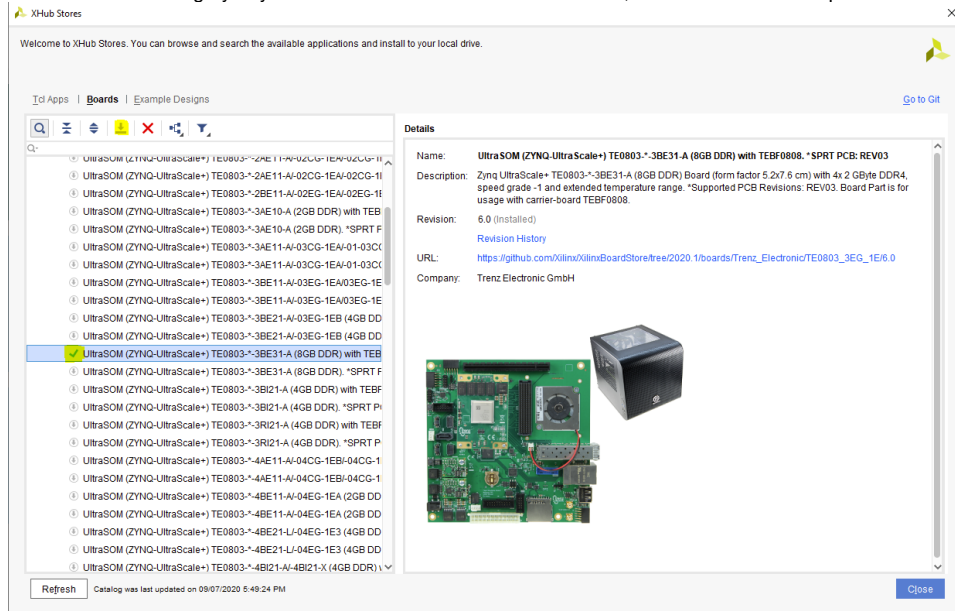 XHub Stores
Welcome to XHub Stores. You can browse and search the available applications and install to your local drive.
Tcl Apps | Boards | Example Designs
Go to Git
Q-
UltraSOM (ZYNQ-UltraScale+) TE0803-*-2AE11-A/-02CG-1EA/-02CG-1
UltraSOM (ZYNQ-UltraScale+) TE0803-*-2AE11-A/-02CG-1EA/-02CG-1
UltraSOM (ZYNQ-UltraScale+) TE0803-*-2BE11-A/-02EG-1EA/-02EG-1E
UltraSOM (ZYNQ-UltraScale+) TE0803-*-3AE10-A (2GB DDR) with TEB
UltraSOM (ZYNQ-UltraScale+) TE0803-*-3AE10-A (2GB DDR). *SPRT P
UltraSOM (ZYNQ-UltraScale+) TE0803-*-3AE11-A/-03CG-1EA/-01-03C
UltraSOM (ZYNQ-UltraScale+) TE0803-*-3AE11-A/-03CG-1EA/-01-03C
UltraSOM (ZYNQ-UltraScale+) TE0803-*-3BE11-A/-03EG-1EA/03EG-1E
UltraSOM (ZYNQ-UltraScale+) TE0803-*-3BE11-A/-03EG-1EA/03EG-1E
UltraSOM (ZYNQ-UltraScale+) TE0803-*-3BE21-A/-03EG-1EB (4GB DD
UltraSOM (ZYNQ-UltraScale+) TE0803-*-3BE21-A/-03EG-1EB (4GB DD
UltraSOM (ZYNQ-UltraScale+) TE0803-*-3BE31-A (8GB DDR) with TEB
UltraSOM (ZYNQ-UltraScale+) TE0803-*-3BE31-A (8GB DDR). *SPRT P
UltraSOM (ZYNQ-UltraScale+) TE0803-*-3BI21-A (4GB DDR) with TEBF
UltraSOM (ZYNQ-UltraScale+) TE0803-*-3BI21-A (4GB DDR). *SPRT P
UltraSOM (ZYNQ-UltraScale+) TE0803-*-3RI21-A (4GB DDR) with TEBF
UltraSOM (ZYNQ-UltraScale+) TE0803-*-3RI21-A (4GB DDR). *SPRT P
UltraSOM (ZYNQ-UltraScale+) TE0803-*-4AE11-A/-04CG-1EB/-04CG-1
UltraSOM (ZYNQ-UltraScale+) TE0803-*-4AE11-A/-04CG-1EB/-04CG-1
UltraSOM (ZYNQ-UltraScale+) TE0803-*-4BE11-A/-04EG-1EA (2GB DD
UltraSOM (ZYNQ-UltraScale+) TE0803-*-4BE11-A/-04EG-1EA (2GB DD
UltraSOM (ZYNQ-UltraScale+) TE0803-*-4BE21-L/-04EG-1E3 (4GB DD
UltraSOM (ZYNQ-UltraScale+) TE0803-*-4BE21-L/-04EG-1E3 (4GB DD
UltraSOM (ZYNQ-UltraScale+) TE0803-*-4BI21-A/-4BI21-X (4GB DDR)
Details
Name: UltraSOM (ZYNQ-UltraScale+) TE0803-*-3BE31-A (8GB DDR) with TEBF0808. *SPRT PCB: REV03
Description: Zynq UltraScale+ TE0803-*-3BE31-A (8GB DDR) Board (form factor 5.2x7.6 cm) with 4x 2 GByte DDR4,
speed grade -1 and extended temperature range. *Supported PCB Revisions: REV03. Board Part is for
usage with carrier-board TEBF0808.
Revision: 6.0 (Installed)
Revision History
URL: https://github.com/Xilinx/XilinxBoardStore/tree/2020.1/boards/Trenz_Electronic/TE0803_3EG_1E/6.0
Company: Trenz Electronic GmbH
Refresh
Catalog was last updated on 09/07/2020 5:49:24 PM
Close